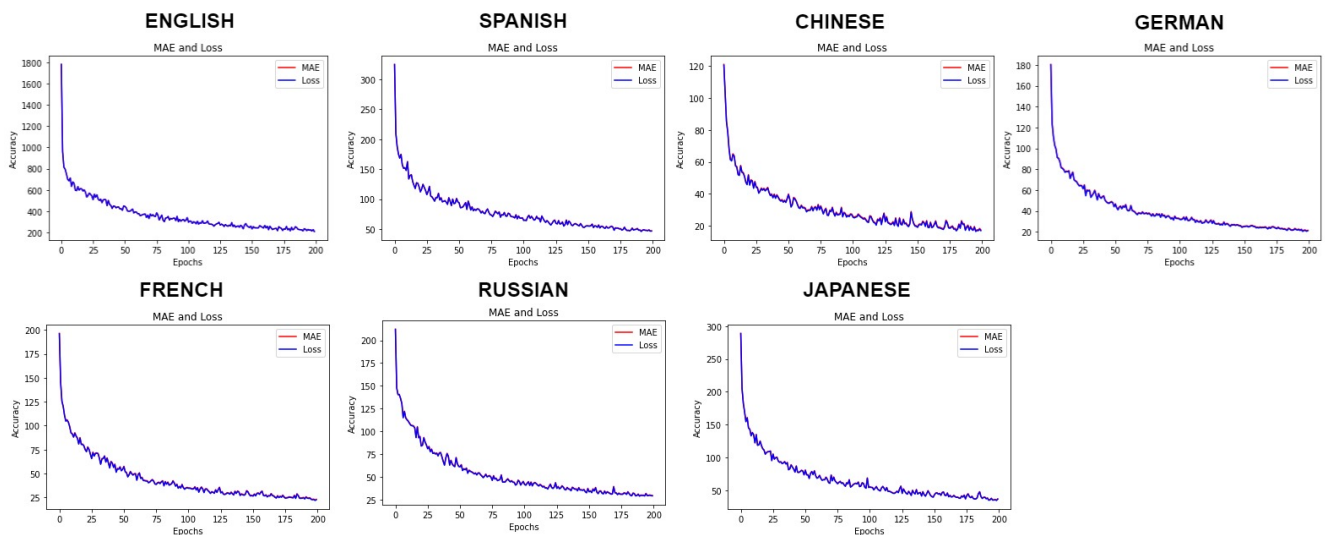 ENGLISH
MAE and Loss
1800
1600
1400
1200
1000
800
600
400
200
Accuracy
MAE
Loss
0 25 50 75 100 125 150 175 200
Epochs
SPANISH
MAE and Loss
300
250
200
150
100
50
Accuracy
MAE
Loss
0 25 50 75 100 125 150 175 200
Epochs
CHINESE
MAE and Loss
120
100
80
60
40
20
Accuracy
MAE
Loss
0 25 50 75 100 125 150 175 200
Epochs
GERMAN
MAE and Loss
180
160
140
120
100
80
60
40
20
Accuracy
MAE
Loss
0 25 50 75 100 125 150 175 200
Epochs
FRENCH
MAE and Loss
200
175
150
125
100
75
50
25
Accuracy
MAE
Loss
0 25 50 75 100 125 150 175 200
Epochs
RUSSIAN
MAE and Loss
200
175
150
125
100
75
50
25
Accuracy
MAE
Loss
0 25 50 75 100 125 150 175 200
Epochs
JAPANESE
MAE and Loss
300
250
200
150
100
50
Accuracy
MAE
Loss
0 25 50 75 100 125 150 175 200
Epochs